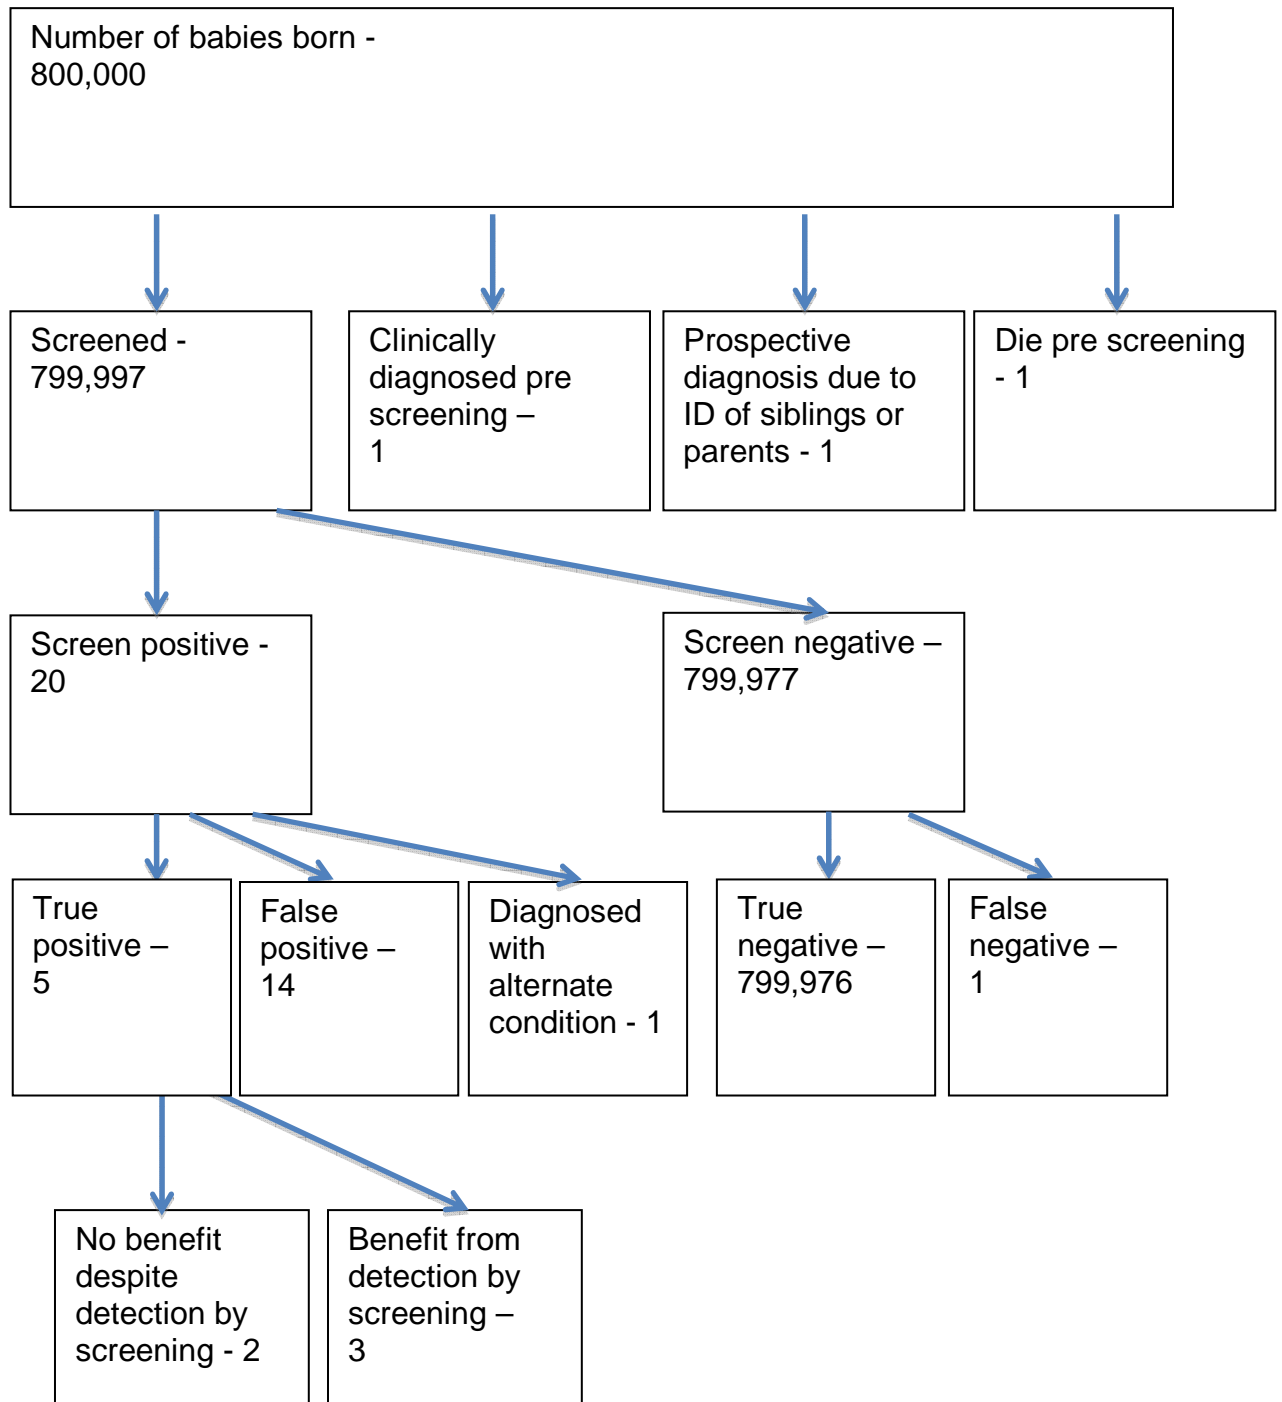 Number of babies born -
800,000
Screened -
799,997
Clinically
diagnosed pre
screening –
1
Prospective
diagnosis due to
ID of siblings or
parents - 1
Die pre screening
- 1
Screen positive -
20
Screen negative –
799,977
True
positive –
5
False
positive –
14
Diagnosed
with
alternate
condition - 1
True
negative –
799,976
False
negative –
1
No benefit
despite
detection by
screening - 2
Benefit from
detection by
screening –
3